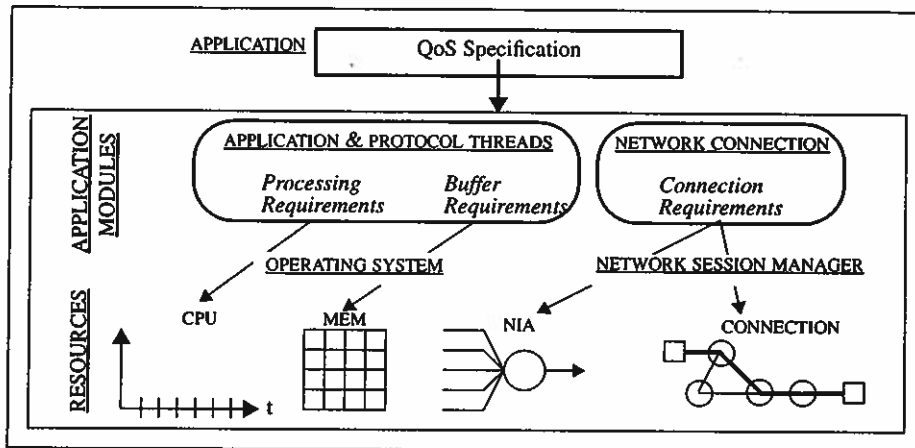 APPLICATION
QoS Specification
APPLICATION MODULES
APPLICATION & PROTOCOL THREADS
Processing Requirements
Buffer Requirements
NETWORK CONNECTION
Connection Requirements
OPERATING SYSTEM
NETWORK SESSION MANAGER
RESOURCES
CPU
t
MEM
NIA
CONNECTION